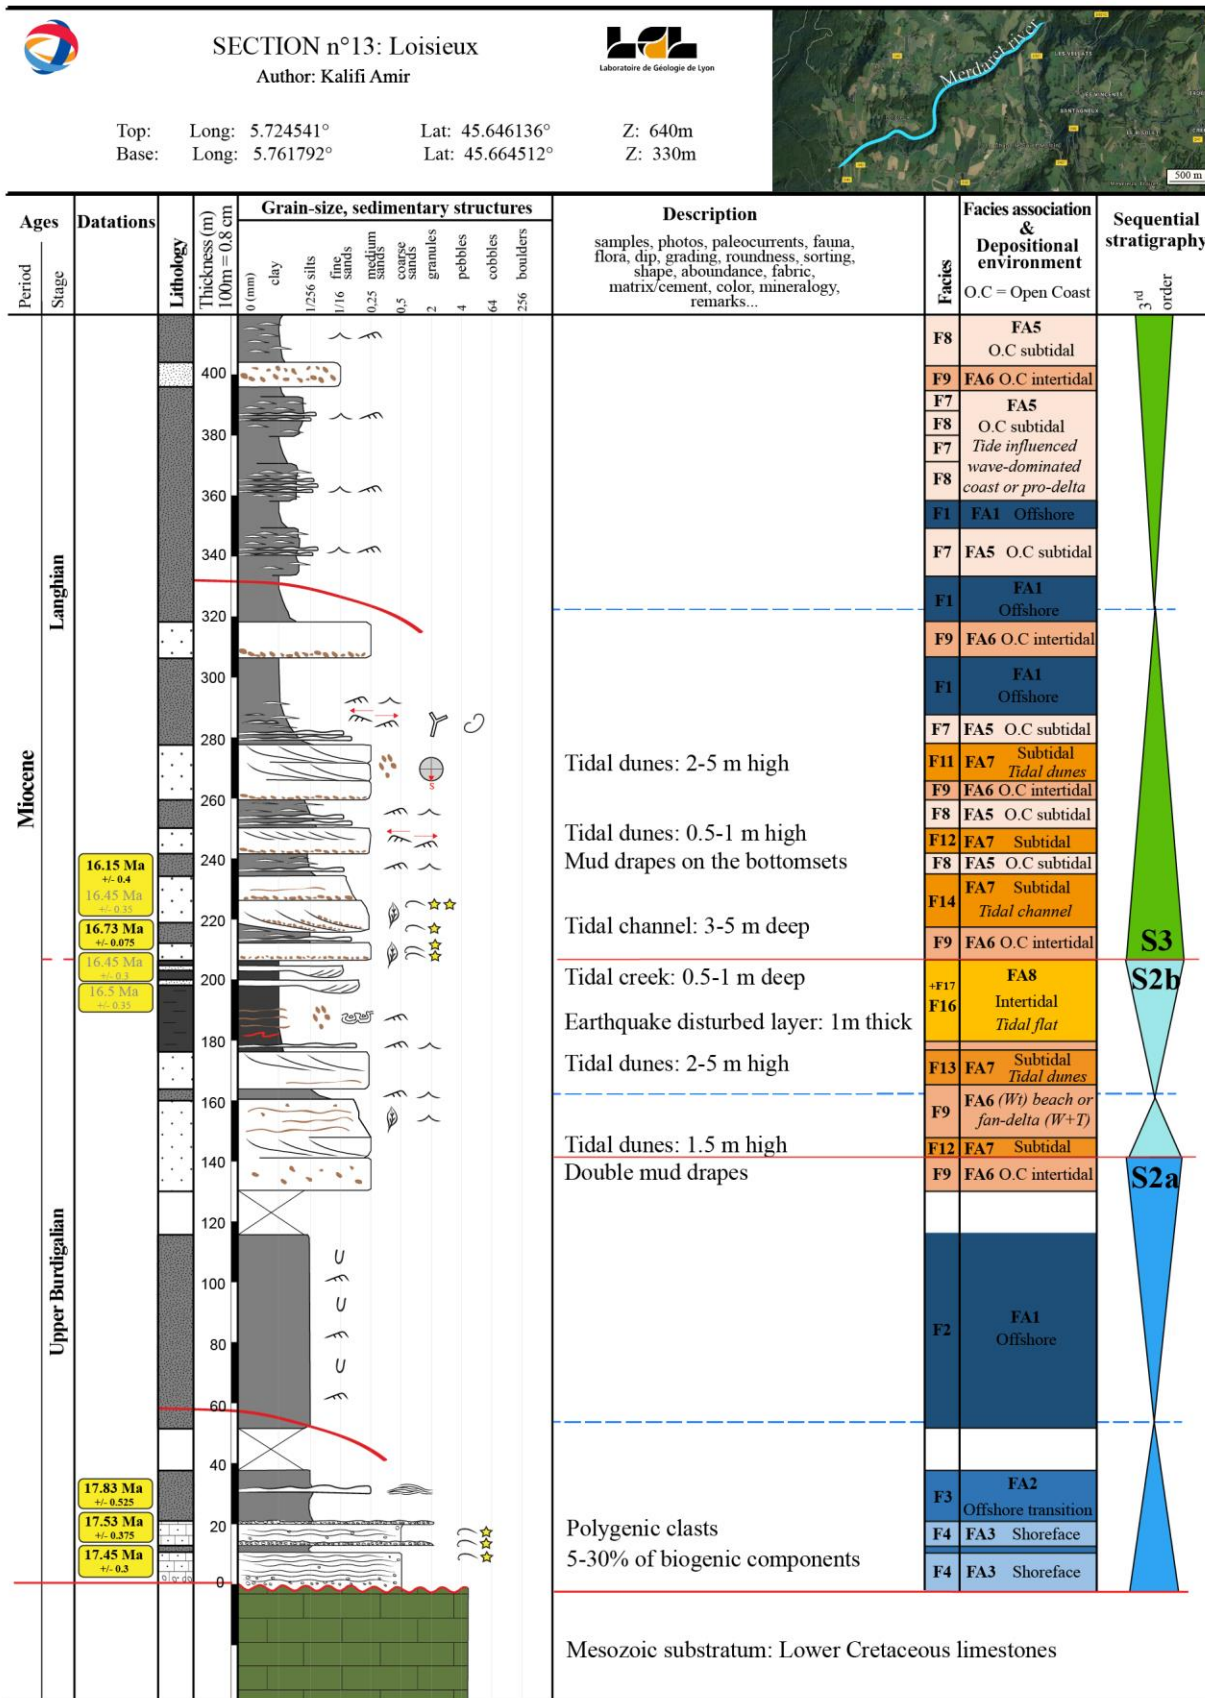 SECTION n°13: Loisieux
Author: Kalifi Amir
LGL
Laboratoire de Géologie de Lyon
Top: Long: 5.724541° Lat: 45.646136° Z: 640m
Base: Long: 5.761792° Lat: 45.664512° Z: 330m
Merdaret river
500 m
Ages
Period
Stage
Datations
Lithology
Thickness (m)
100m = 0.8 cm
Grain-size, sedimentary structures
0 (mm)
clay
1/256 silts
1/16
fine sands
0,25
medium sands
0,5
coarse sands
2
granules
4
pebbles
64
cobbles
256
boulders
Description
samples, photos, paleocurrents, fauna,
flora, dip, grading, roundness, sorting,
shape, aboundance, fabric,
matrix/cement, color, mineralogy,
remarks...
Facies
Facies association
&
Depositional
environment
O.C = Open Coast
Sequential
stratigraphy
3rd order
Miocene
Langhian
Upper Burdigalian
16.15 Ma
+/- 0.4
16.45 Ma
+/- 0.35
16.73 Ma
+/- 0.075
16.45 Ma
+/- 0.3
16.5 Ma
+/- 0.35
17.83 Ma
+/- 0.525
17.53 Ma
+/- 0.375
17.45 Ma
+/- 0.3
400
380
360
340
320
300
280
260
240
220
200
180
160
140
120
100
80
60
40
20
0
S
Tidal dunes: 2-5 m high
Tidal dunes: 0.5-1 m high
Mud drapes on the bottomsets
Tidal channel: 3-5 m deep
Tidal creek: 0.5-1 m deep
Earthquake disturbed layer: 1m thick
Tidal dunes: 2-5 m high
Tidal dunes: 1.5 m high
Double mud drapes
Polygenic clasts
5-30% of biogenic components
Mesozoic substratum: Lower Cretaceous limestones
F8 FA5
O.C subtidal
F9 FA6 O.C intertidal
F7
F8
F7
F8
FA5
O.C subtidal
Tide influenced
wave-dominated
coast or pro-delta
F1 FA1 Offshore
F7 FA5 O.C subtidal
F1 FA1
Offshore
F9 FA6 O.C intertidal
F1 FA1
Offshore
F7 FA5 O.C subtidal
F11 FA7 Subtidal
Tidal dunes
F9 FA6 O.C intertidal
F8 FA5 O.C subtidal
F12 FA7 Subtidal
F8 FA5 O.C subtidal
F14 FA7 Subtidal
Tidal channel
F9 FA6 O.C intertidal
+F17
F16
FA8
Intertidal
Tidal flat
F13 FA7 Subtidal
Tidal dunes
F9 FA6 (Wt) beach or
fan-delta (W+T)
F12 FA7 Subtidal
F9 FA6 O.C intertidal
F2 FA1
Offshore
F3 FA2
Offshore transition
F4 FA3 Shoreface
F4 FA3 Shoreface
S3
S2b
S2a